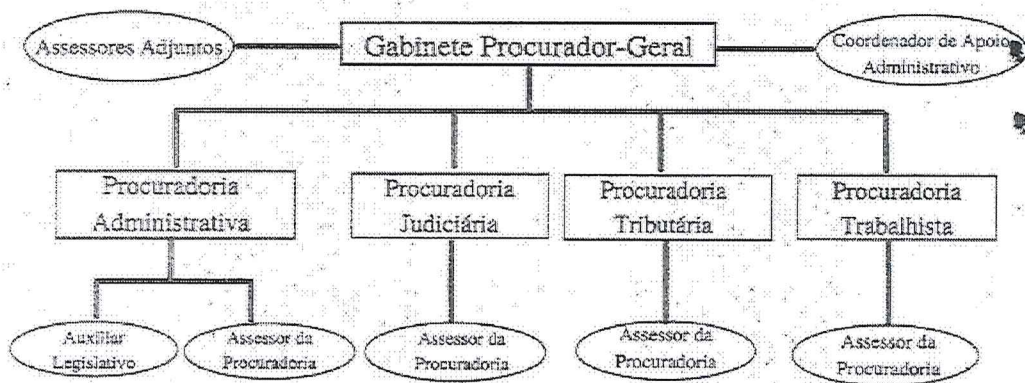 Assessores Adjuntos
Gabinete Procurador-Geral
Coordenador de Apoio
Administrativo
Procuradoria
Administrativa
Procuradoria
Judiciária
Procuradoria
Tributária
Procuradoria
Trabalhista
Auxiliar
Legislativo
Assessor da
Procuradoria
Assessor da
Procuradoria
Assessor da
Procuradoria
Assessor da
Procuradoria